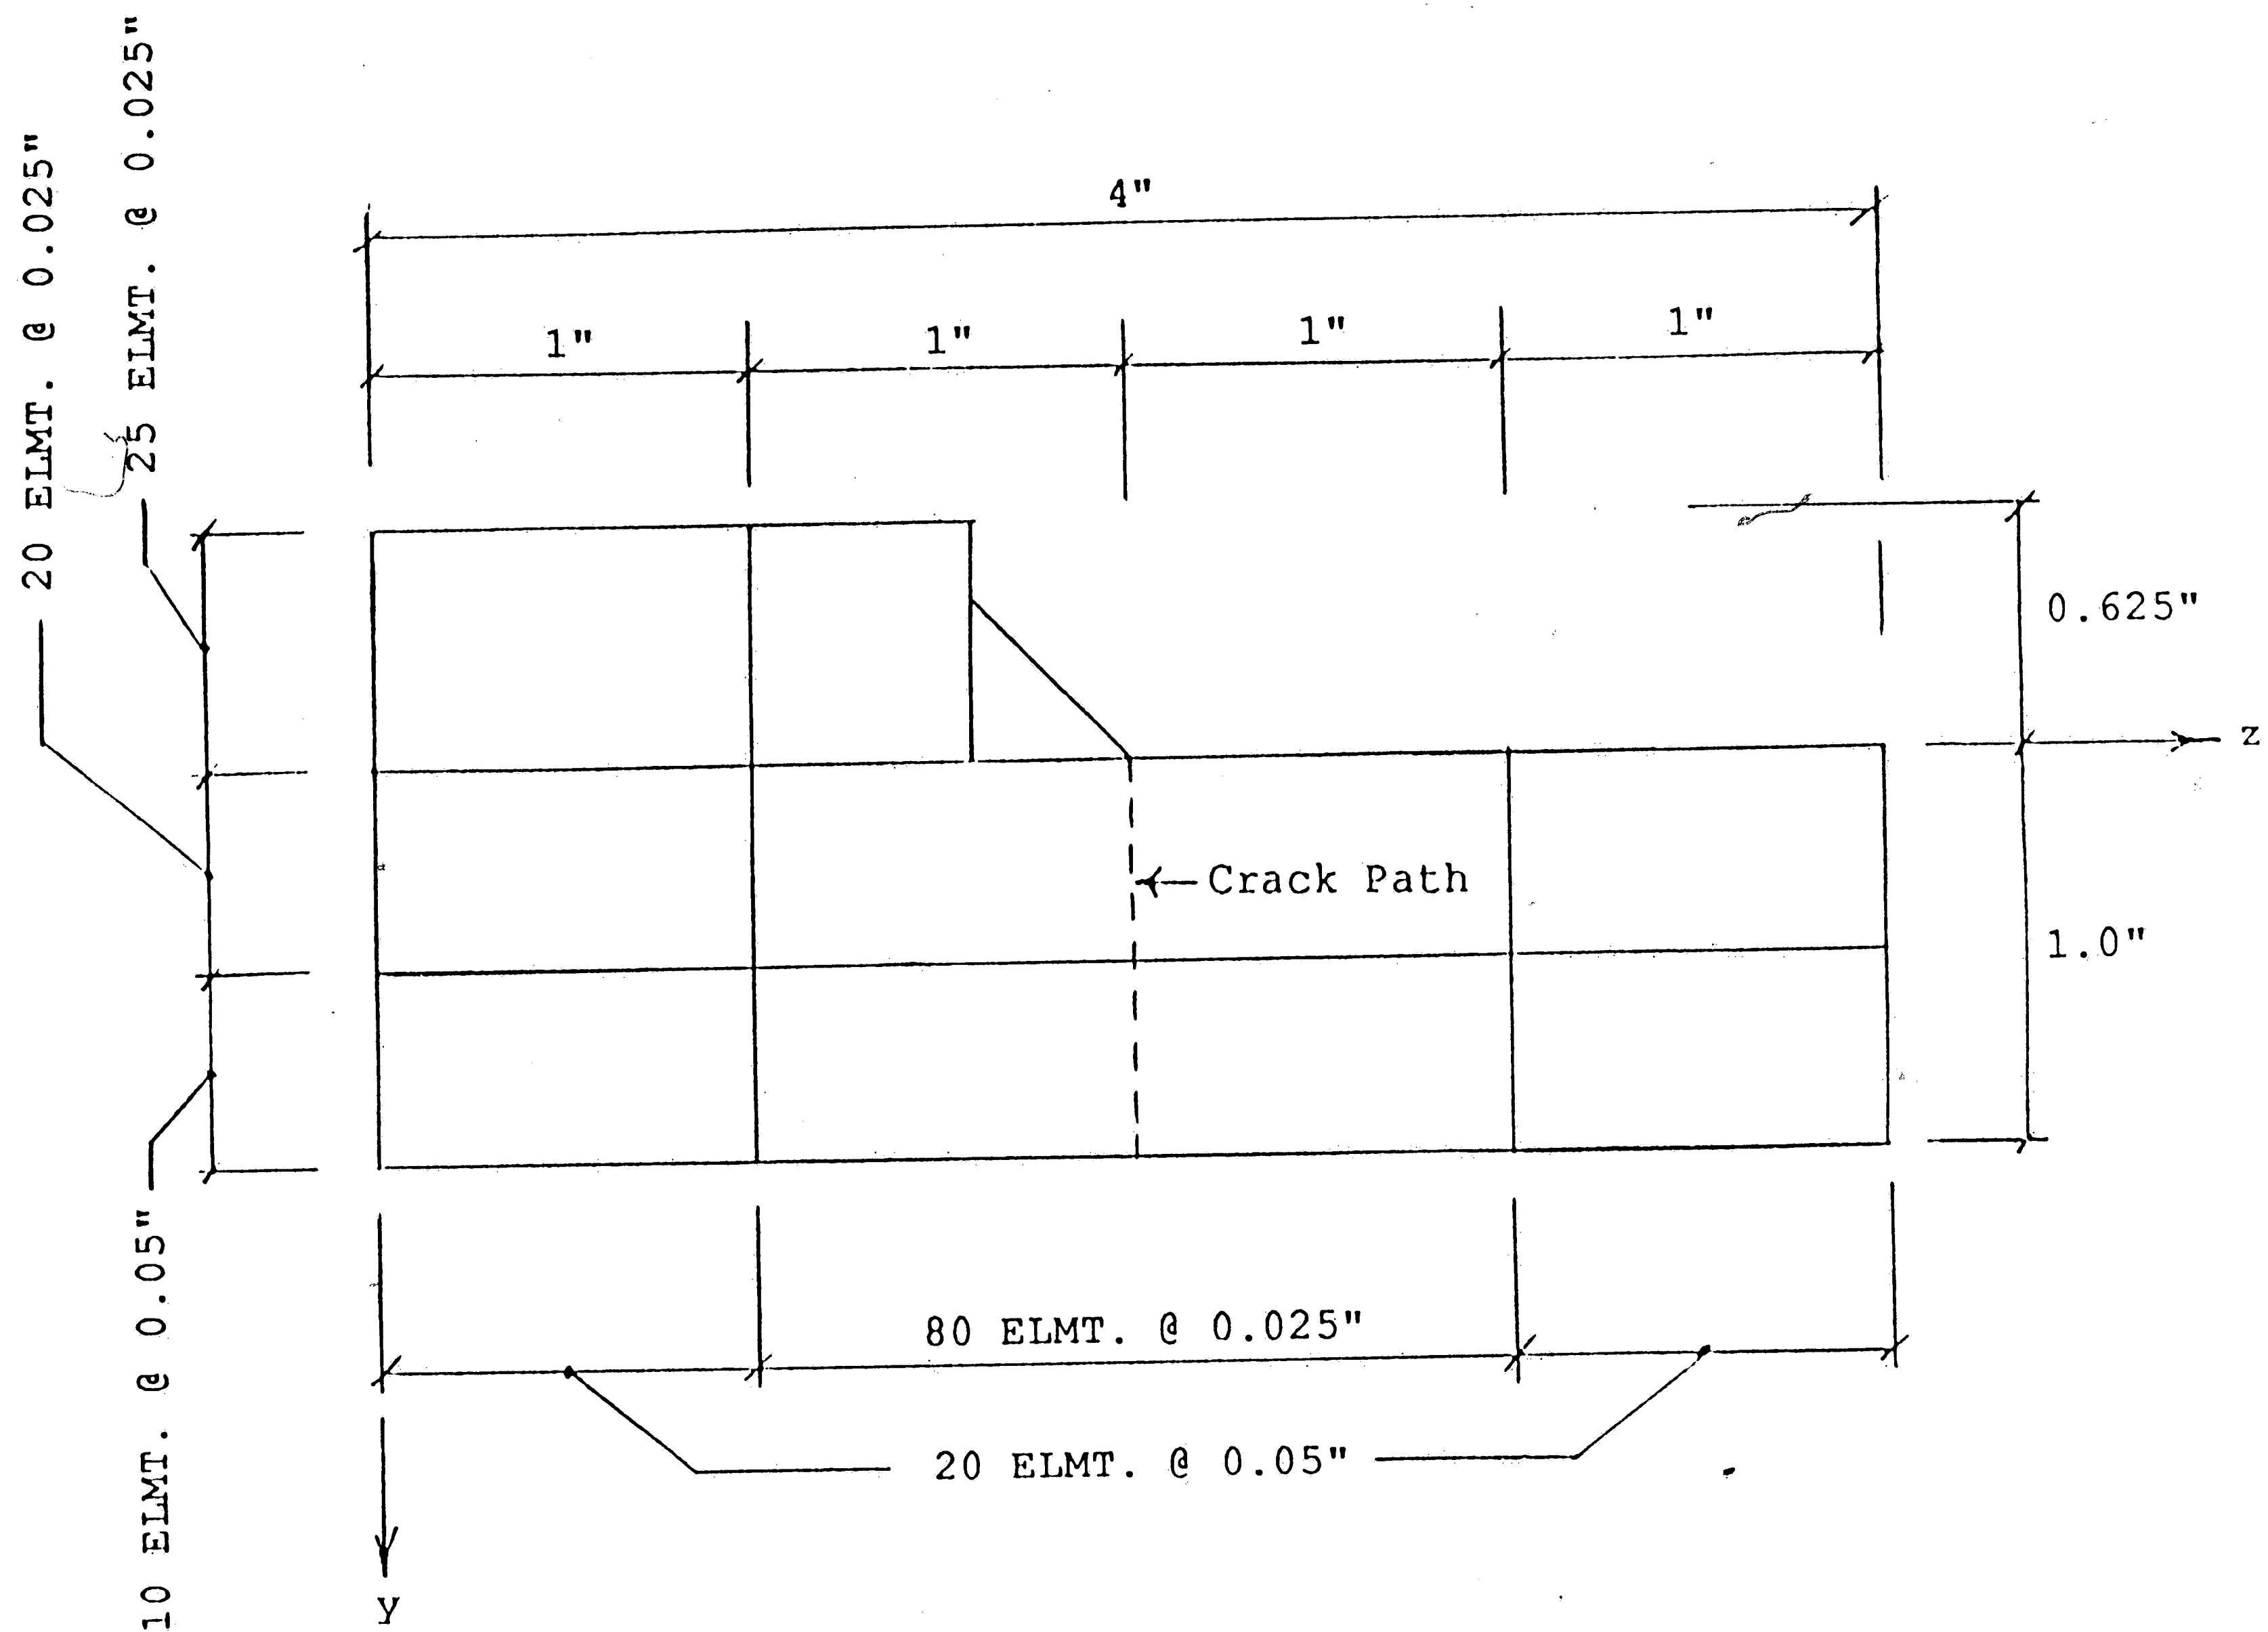 20 ELMT. @ 0.025"
25 ELMT. @ 0.025"
4"
1"
1"
1"
1"
0.625"
z
Crack Path
1.0"
10 ELMT. @ 0.05"
80 ELMT. @ 0.025"
20 ELMT. @ 0.05"
y